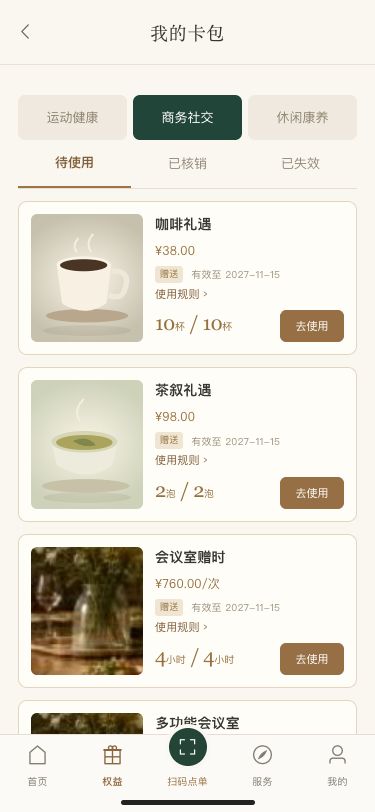 我的卡包
运动健康
商务社交
休闲康养
待使用
已核销
已失效
咖啡礼遇
¥38.00
赠送 有效至 2027-11-15
使用规则 ›
10杯 / 10杯
去使用
茶叙礼遇
¥98.00
赠送 有效至 2027-11-15
使用规则 ›
2泡 / 2泡
去使用
会议室赠时
¥760.00/次
赠送 有效至 2027-11-15
使用规则 ›
4小时 / 4小时
去使用
多功能会议室
首页
权益
扫码点单
服务
我的